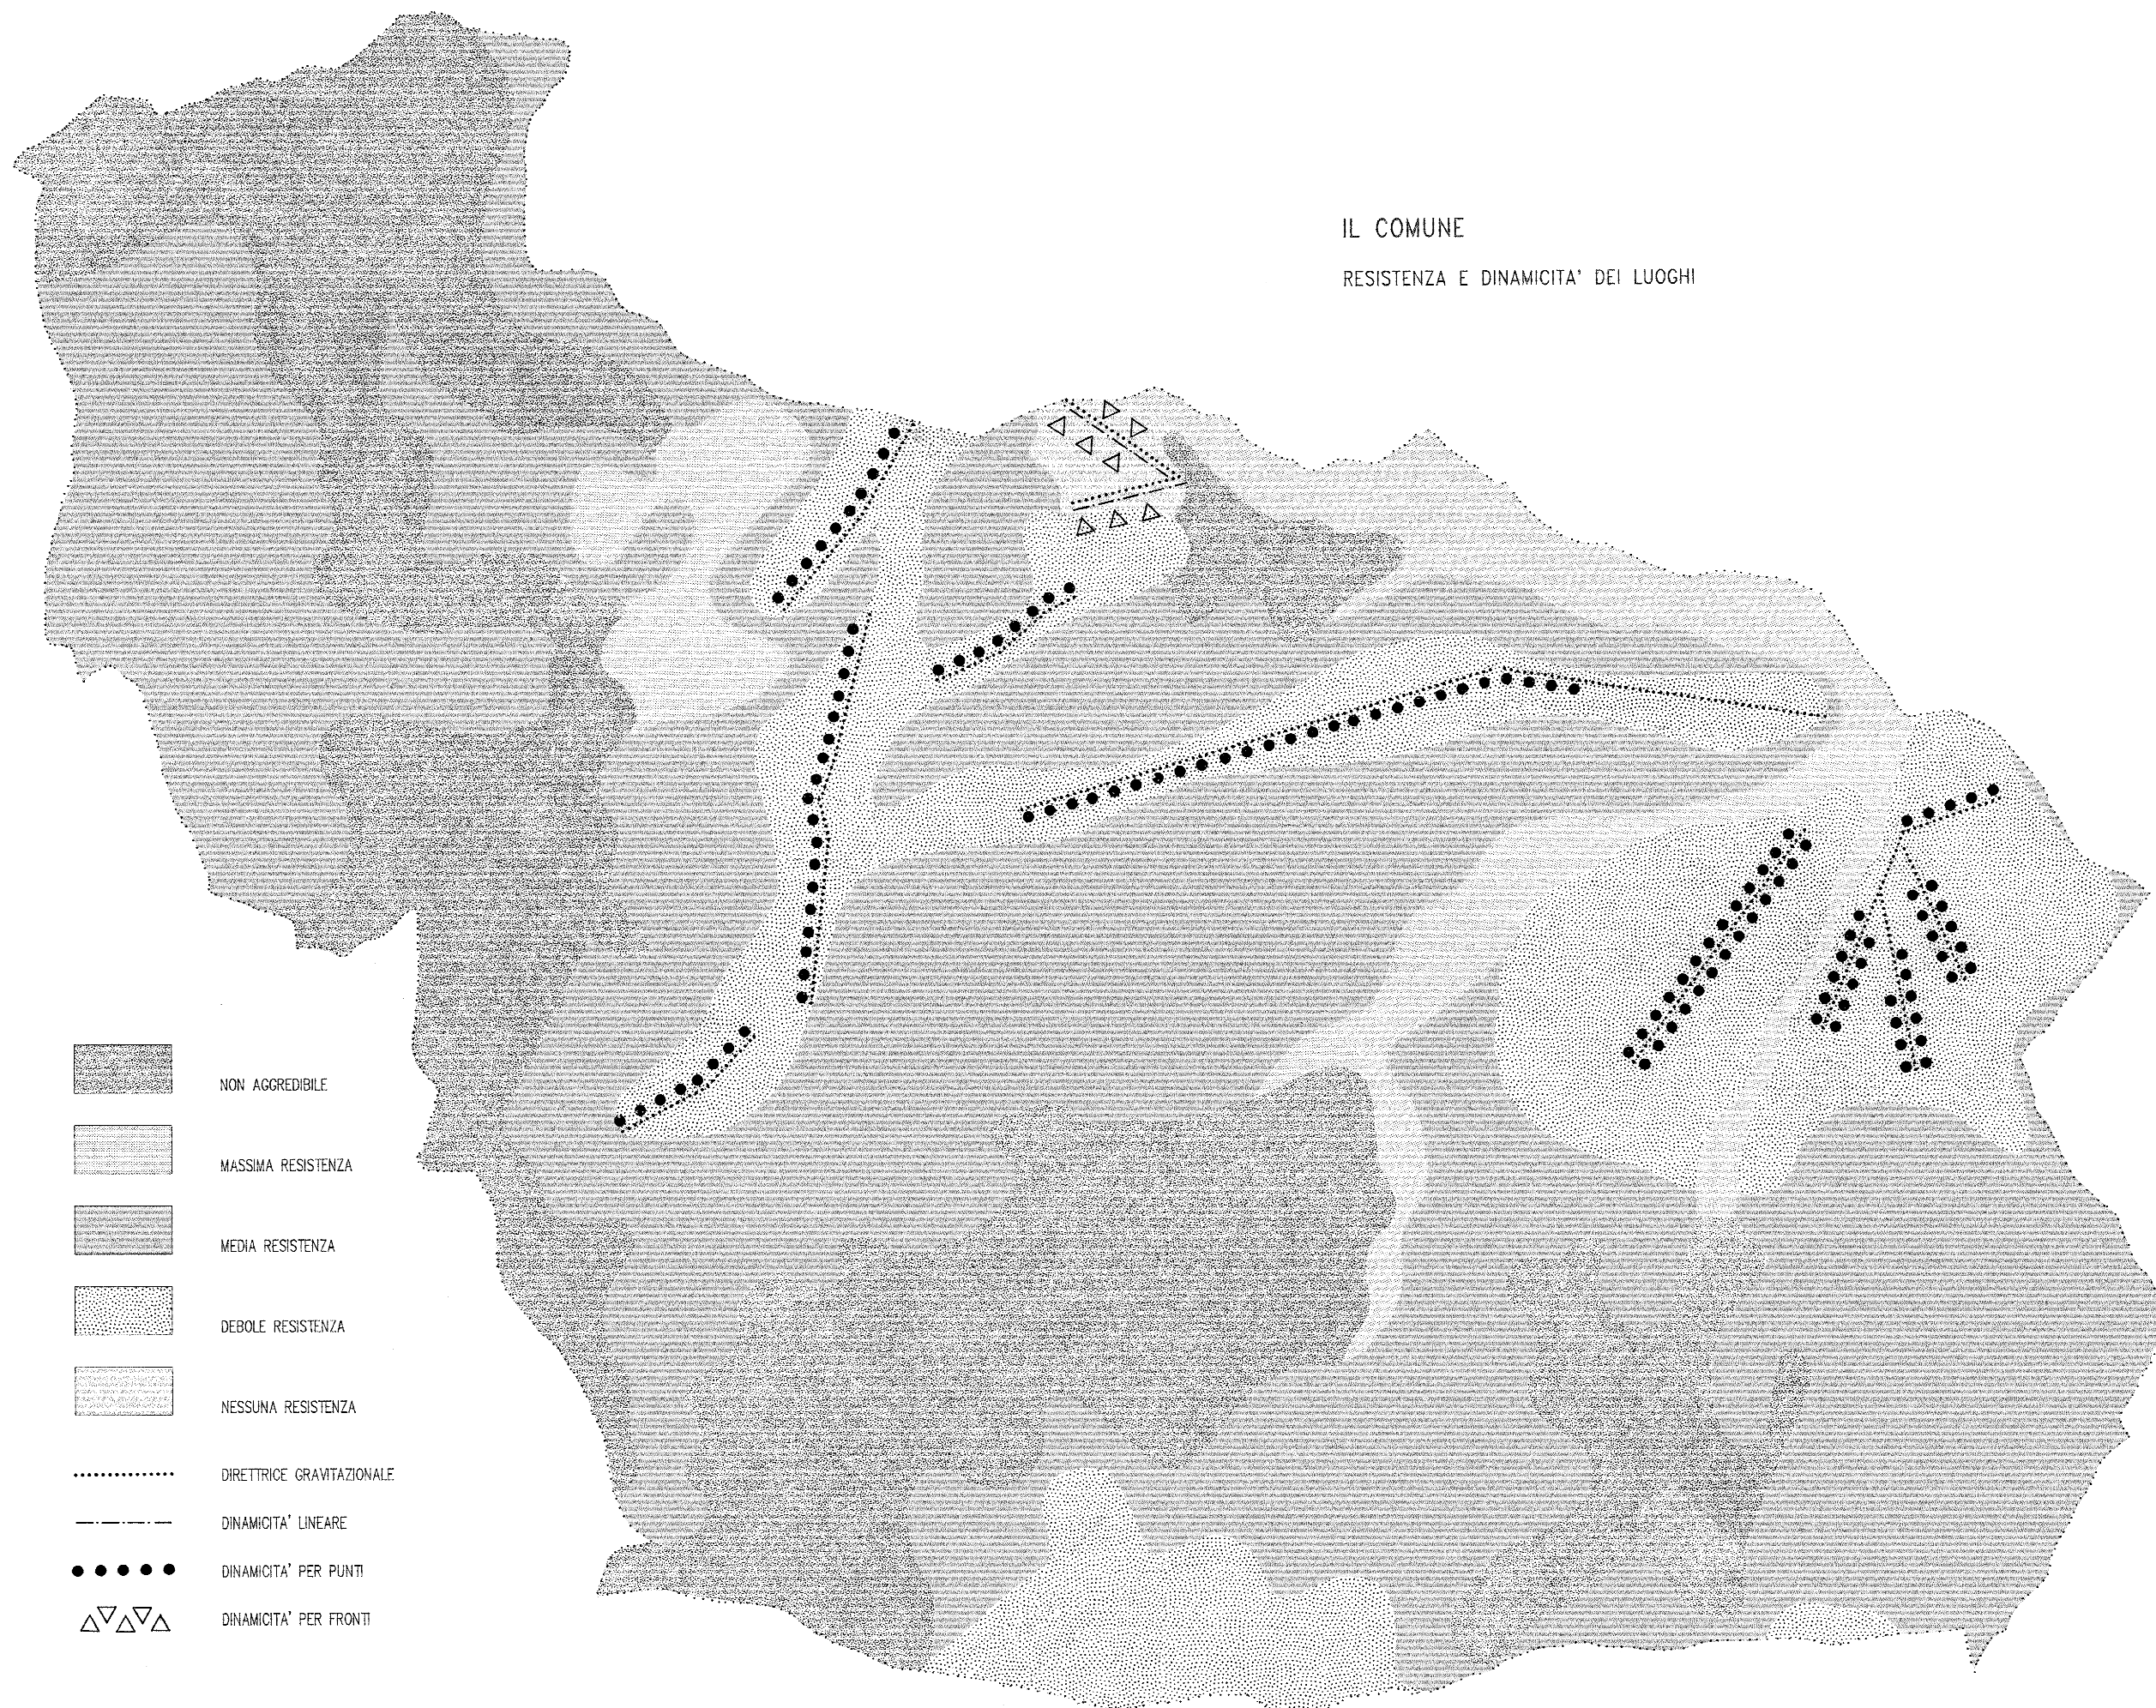 IL COMUNE
RESISTENZA E DINAMICITA' DEI LUOGHI
NON AGGREDIBILE
MASSIMA RESISTENZA
MEDIA RESISTENZA
DEBOLE RESISTENZA
NESSUNA RESISTENZA
DIRETTRICE GRAVITAZIONALE
DINAMICITA' LINEARE
DINAMICITA' PER PUNTI
DINAMICITA' PER FRONTI